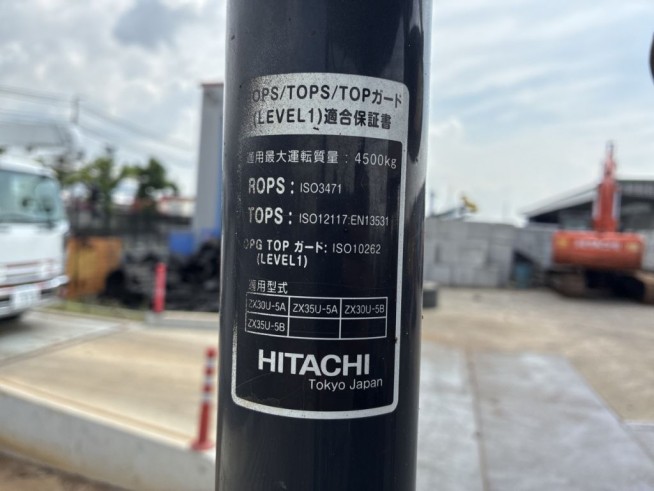 ROPS/TOPS/TOPガード
(LEVEL1)適合保証書
適用最大運転質量：4500kg
ROPS: ISO3471
TOPS: ISO12117:EN13531
OPG TOP ガード: ISO10262
(LEVEL1)
適用型式
ZX30U-5A ZX35U-5A ZX30U-5B
ZX35U-5B
HITACHI
Tokyo Japan